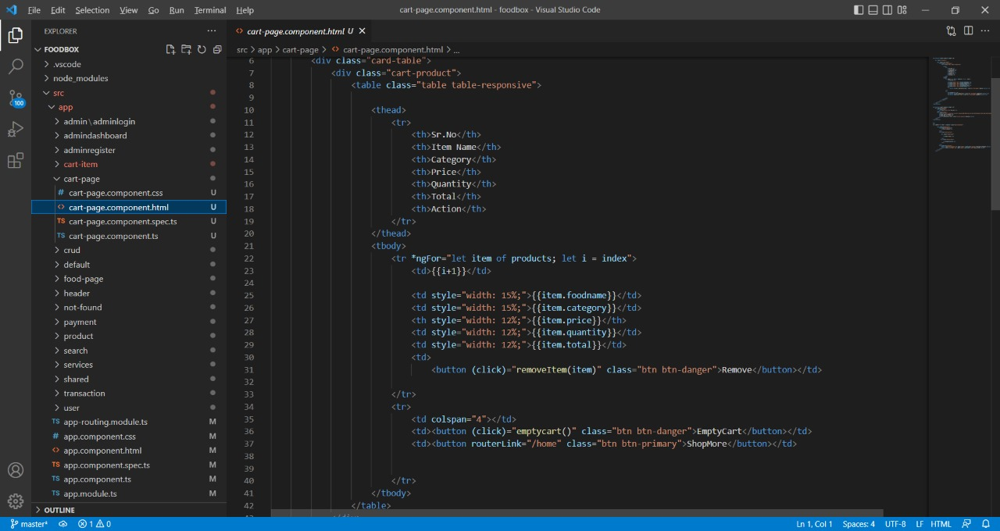 File Edit Selection View Go Run Terminal Help
cart-page.component.html - foodbox - Visual Studio Code
EXPLORER
FOODBOX
.vscode
node_modules
src
app
admin\adminlogin
admindashboard
adminregister
cart-item
cart-page
# cart-page.component.css U
<> cart-page.component.html U
TS cart-page.component.spec.ts U
TS cart-page.component.ts U
crud
default
food-page
header
not-found
payment
product
search
services
shared
transaction
user
TS app-routing.module.ts M
# app.component.css M
<> app.component.html M
TS app.component.spec.ts M
TS app.component.ts M
TS app.module.ts M
OUTLINE
100
<> cart-page.component.html U
src > app > cart-page > <> cart-page.component.html > ...
6 <div class="card-table">
7 <div class="cart-product">
8 <table class="table table-responsive">
9
10 <thead>
11 <tr>
12 <th>Sr.No</th>
13 <th>Item Name</th>
14 <th>Category</th>
15 <th>Price</th>
16 <th>Quantity</th>
17 <th>Total</th>
18 <th>Action</th>
19 </tr>
20 </thead>
21 <tbody>
22 <tr *ngFor="let item of products; let i = index">
23 <td>{{i+1}}</td>
24
25 <td style="width: 15%;">{{item.foodname}}</td>
26 <td style="width: 15%;">{{item.category}}</td>
27 <th style="width: 12%;">{{item.price}}</th>
28 <td style="width: 12%;">{{item.quantity}}</td>
29 <td style="width: 12%;">{{item.total}}</td>
30 <td>
31 <button (click)="removeItem(item)" class="btn btn-danger">Remove</button></td>
32
33 </tr>
34 <tr>
35 <td colspan="4"></td>
36 <td><button (click)="emptycart()" class="btn btn-danger">EmptyCart</button></td>
37 <td><button routerLink="/home" class="btn btn-primary">ShopMore</button></td>
38
39
40 </tr>
41 </tbody>
42 </table>
master* 1 0
Ln 1, Col 1 Spaces: 4 UTF-8 LF HTML